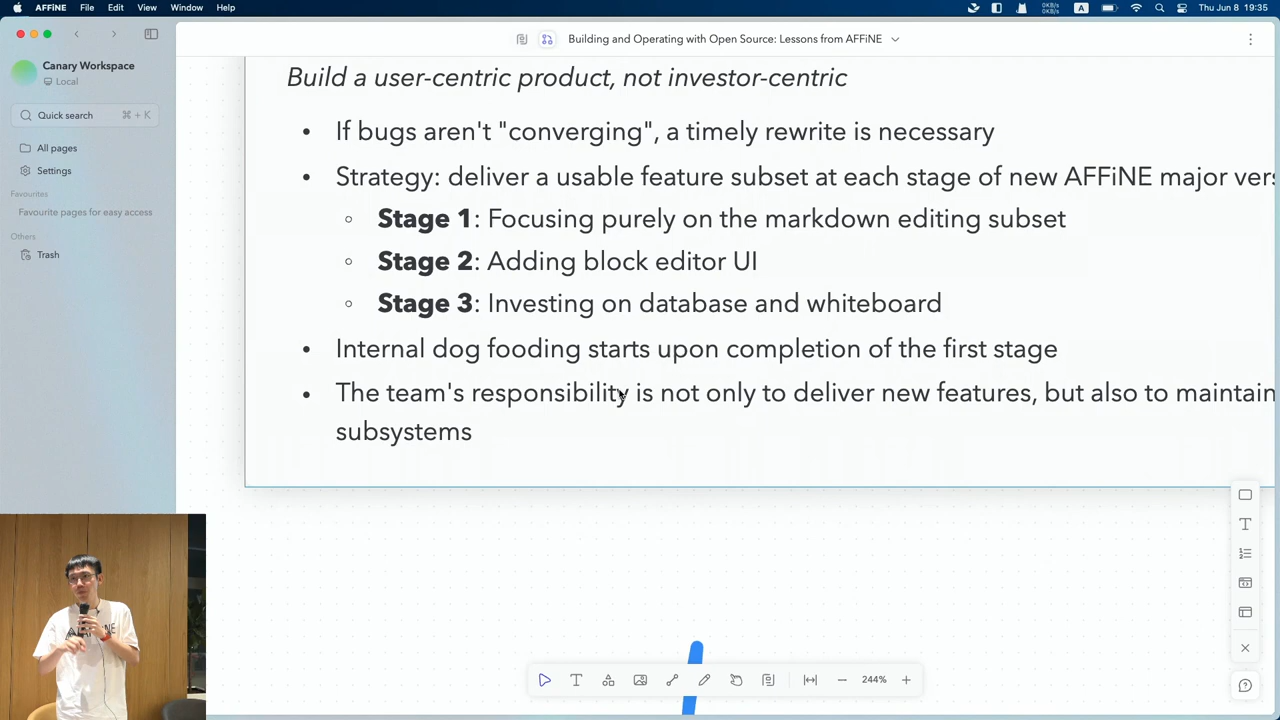 AFFiNE File Edit View Window Help 0KB/s 0KB/s A Thu Jun 8 19:35
Building and Operating with Open Source: Lessons from AFFiNE
Canary Workspace
Local
Quick search ⌘ + K
All pages
Settings
Favourites
Favourite pages for easy access
Others
Trash
Build a user-centric product, not investor-centric
• If bugs aren't "converging", a timely rewrite is necessary
• Strategy: deliver a usable feature subset at each stage of new AFFiNE major vers
◦ Stage 1: Focusing purely on the markdown editing subset
◦ Stage 2: Adding block editor UI
◦ Stage 3: Investing on database and whiteboard
• Internal dog fooding starts upon completion of the first stage
• The team's responsibility is not only to deliver new features, but also to maintain
subsystems
244%